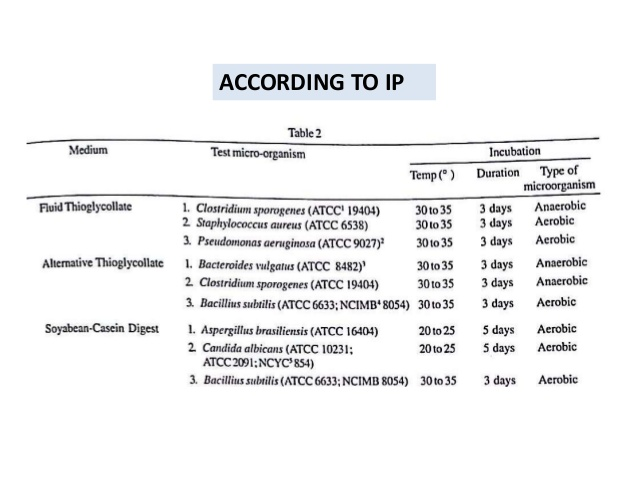 ACCORDING TO IP
Table 2
Medium Test micro-organism Incubation
Temp (° ) Duration Type of
microorganism
Fluid Thioglycollate 1. Clostridium sporogenes (ATCC¹ 19404) 30 to 35 3 days Anaerobic
2. Staphylococcus aureus (ATCC 6538) 30 to 35 3 days Aerobic
3. Pseudomonas aeruginosa (ATCC 9027)² 30 to 35 3 days Aerobic
Alternative Thioglycollate 1. Bacteroides vulgatus (ATCC 8482)³ 30 to 35 3 days Anaerobic
2. Clostridium sporogenes (ATCC 19404) 30 to 35 3 days Anaerobic
3. Bacillius subtilis (ATCC 6633; NCIMB⁴ 8054) 30 to 35 3 days Aerobic
Soyabean-Casein Digest 1. Aspergillus brasiliensis (ATCC 16404) 20 to 25 5 days Aerobic
2. Candida albicans (ATCC 10231; 20 to 25 5 days Aerobic
ATCC 2091; NCYC⁵ 854)
3. Bacillius subtilis (ATCC 6633; NCIMB 8054) 30 to 35 3 days Aerobic